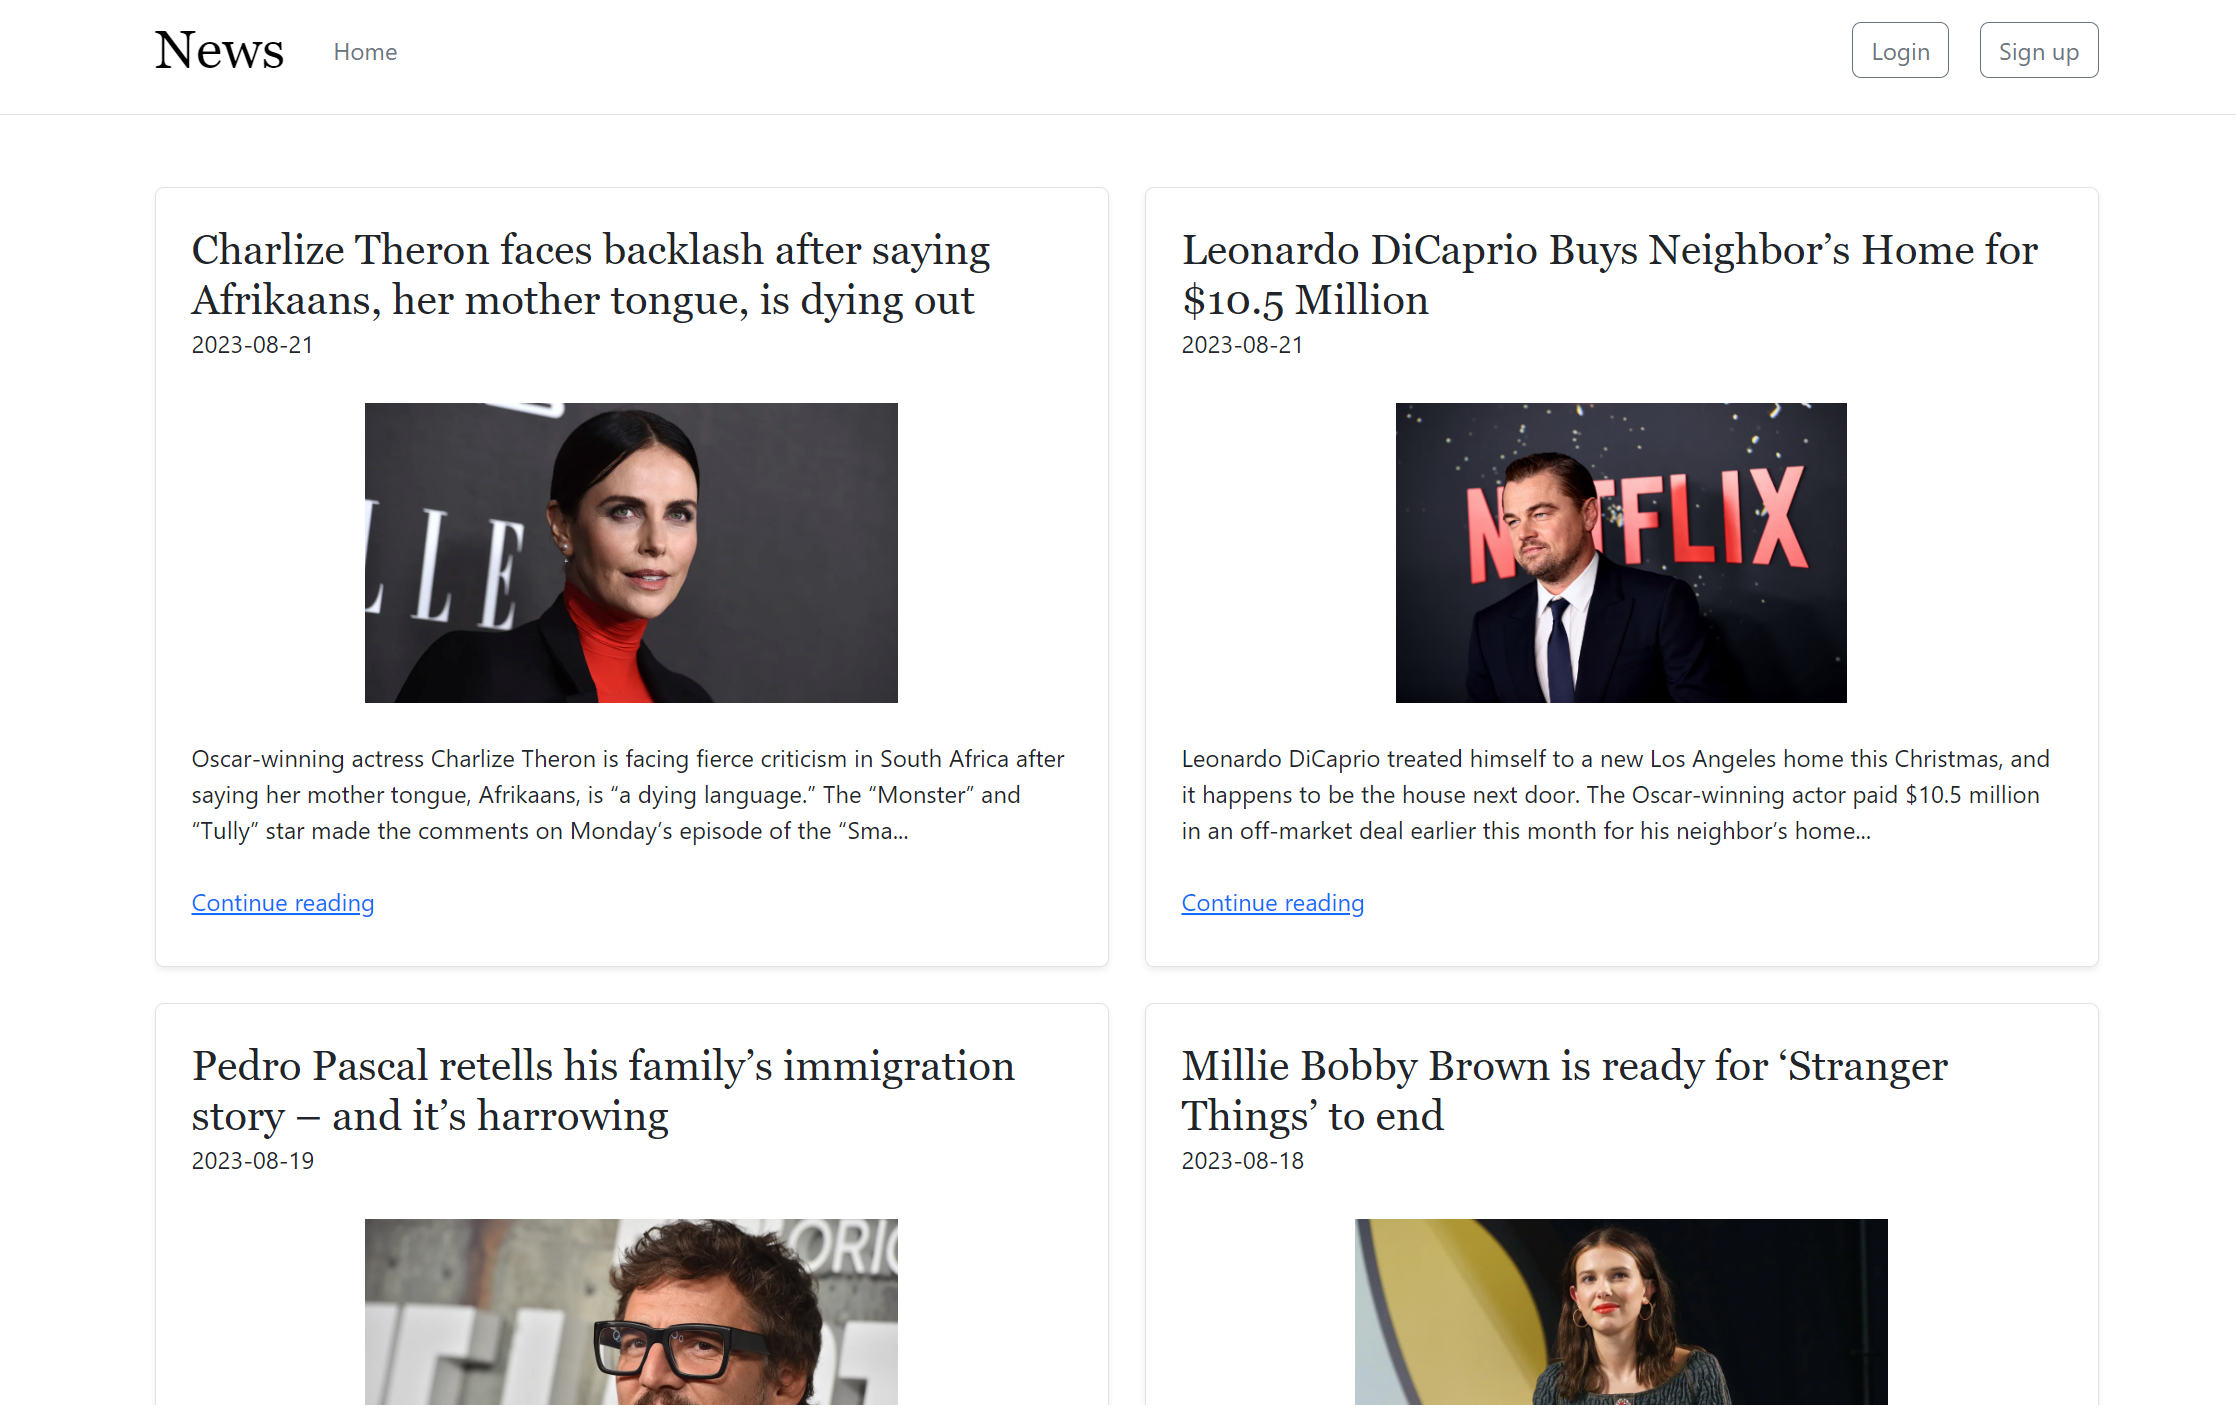 News
Home
Login
Sign up
Charlize Theron faces backlash after saying
Afrikaans, her mother tongue, is dying out
2023-08-21
LLE
Oscar-winning actress Charlize Theron is facing fierce criticism in South Africa after
saying her mother tongue, Afrikaans, is “a dying language.” The “Monster” and
“Tully” star made the comments on Monday’s episode of the “Sma...
Continue reading
Leonardo DiCaprio Buys Neighbor’s Home for
$10.5 Million
2023-08-21
N TFLIX
Leonardo DiCaprio treated himself to a new Los Angeles home this Christmas, and
it happens to be the house next door. The Oscar-winning actor paid $10.5 million
in an off-market deal earlier this month for his neighbor’s home...
Continue reading
Pedro Pascal retells his family’s immigration
story – and it’s harrowing
2023-08-19
ORIG
Millie Bobby Brown is ready for ‘Stranger
Things’ to end
2023-08-18